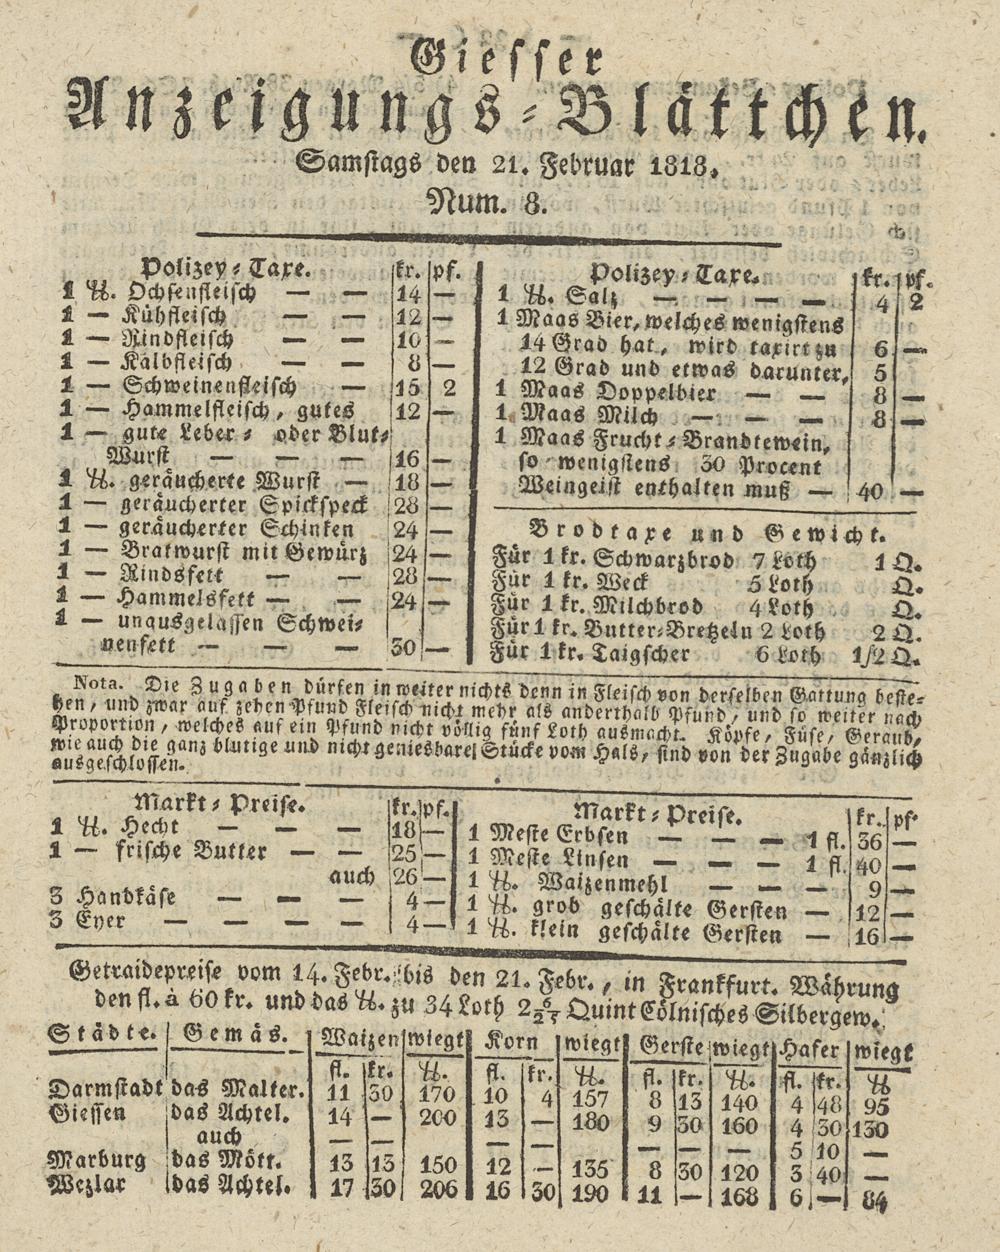 Giesser
Anzeigungs-Blättchen.
Samstags den 21. Februar 1818.
Num. 8.
Polizey-Taxe. kr. pf.
1 ℔. Ochsenfleisch — — 14 —
1 — Kühfleisch — — 12 —
1 — Rindfleisch — — 10 —
1 — Kalbfleisch — — 8 —
1 — Schweinenfleisch — 15 2
1 — Hammelfleisch, gutes 12 —
1 — gute Leber- oder Blut-
Wurst — — — 16 —
1 ℔. geräucherte Wurst — 18 —
1 — geräucherter Spickspeck 28 —
1 — geräucherter Schinken 24 —
1 — Bratwurst mit Gewürz 24 —
1 — Rindsfett — — 28 —
1 — Hammelsfett — — 24 —
1 — unausgelassen Schwei-
nenfett — — — 30 —
Polizey-Taxe. kr. pf.
1 ℔. Salz — — — — 4 2
1 Maas Bier, welches wenigstens
14 Grad hat, wird taxirt zu 6 —
12 Grad und etwas darunter, 5
1 Maas Doppelbier — — 8 —
1 Maas Milch — — — 8 —
1 Maas Frucht-Brandtewein,
so wenigstens 30 Procent
Weingeist enthalten muß — 40 —
Brodtaxe und Gewicht.
Für 1 kr. Schwarzbrod 7 Loth 1 Q.
Für 1 kr. Weck 5 Loth Q.
Für 1 kr. Milchbrod 4 Loth Q.
Für 1 kr. Butter-Bretzeln 2 Loth 2 Q.
Für 1 kr. Taigscher 6 Loth 1/2 Q.
Nota. Die Zugaben dürfen in weiter nichts denn in Fleisch von derselben Gattung beste-
hen, und zwar auf zehen Pfund Fleisch nicht mehr als anderthalb Pfund, und so weiter nach
Proportion, welches auf ein Pfund nicht völlig fünf Loth ausmacht. Köpfe, Füse, Geraub,
wie auch die ganz blutige und nicht geniesbare Stücke vom Hals, sind von der Zugabe gänzlich
ausgeschlossen.
Markt-Preise. kr. pf.
1 ℔. Hecht — — — 18 —
1 — frische Butter — — 25 —
auch 26 —
3 Handkäse — — — 4 —
3 Eyer — — — — 4 —
Markt-Preise. kr. pf.
1 Meste Erbsen — — — 1 fl. 36 —
1 Meste Linsen — — — 1 fl. 40 —
1 ℔. Waizenmehl — — — 9 —
1 ℔. grob geschälte Gersten — 12 —
1 ℔. klein geschälte Gersten — 16 —
Getraidepreise vom 14. Febr. bis den 21. Febr., in Frankfurt. Währung
den fl. à 60 kr. und das ℔. zu 34 Loth 2 Quint Cölnisches Silbergew.
Städte. Gemäs. Waizen wiegt Korn wiegt Gerste wiegt Hafer wiegt
fl. kr. ℔. fl. kr. ℔. fl. kr. ℔. fl. kr. ℔
Darmstadt das Malter. 11 30 170 10 4 157 8 13 140 4 48 95
Giessen das Achtel. 14 — 200 13 — 180 9 30 160 4 30 130
auch — — — — — — — 5 10 —
Marburg das Mött. 13 13 150 12 — 135 8 30 120 3 40 —
Wezlar das Achtel. 17 30 206 16 30 190 11 — 168 6 — 84